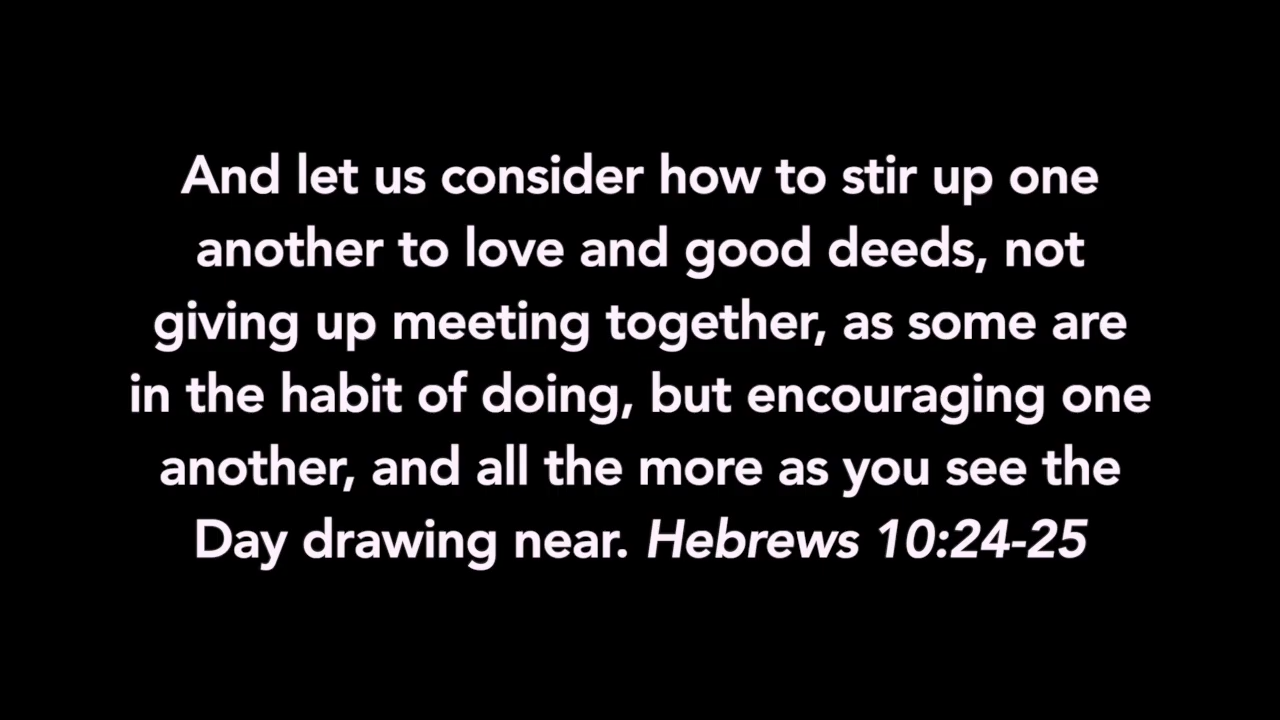 And let us consider how to stir up one
another to love and good deeds, not
giving up meeting together, as some are
in the habit of doing, but encouraging one
another, and all the more as you see the
Day drawing near. Hebrews 10:24-25